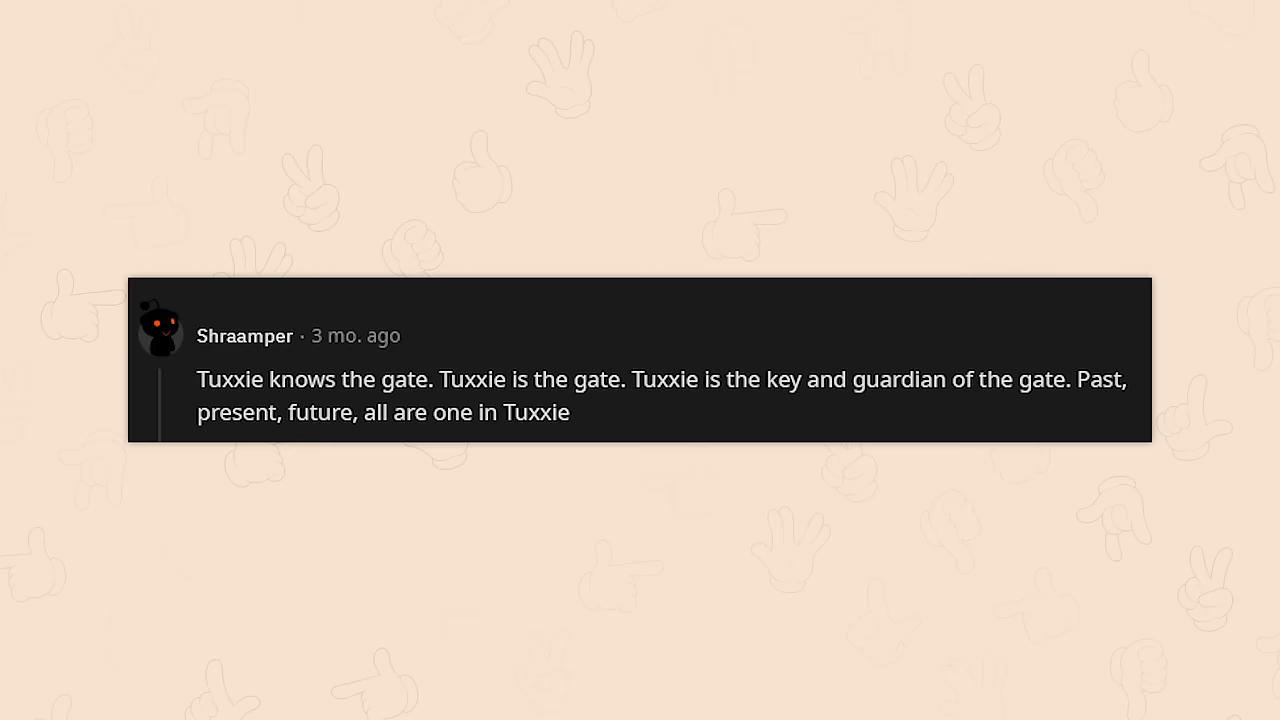 Shraamper · 3 mo. ago
Tuxxie knows the gate. Tuxxie is the gate. Tuxxie is the key and guardian of the gate. Past,
present, future, all are one in Tuxxie